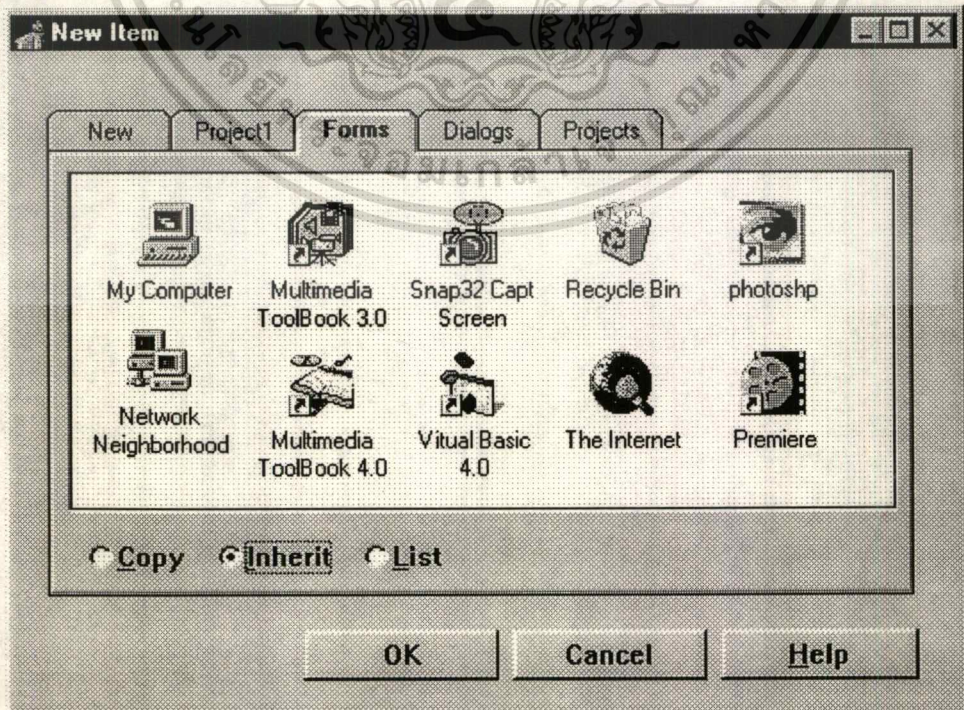 New Item
New Project1 Forms Dialogs Projects
My Computer
Multimedia
ToolBook 3.0
Snap32 Capt
Screen
Recycle Bin
photoshp
Network
Neighborhood
Multimedia
ToolBook 4.0
Vitual Basic
4.0
The Internet
Premiere
Copy Inherit List
OK Cancel Help